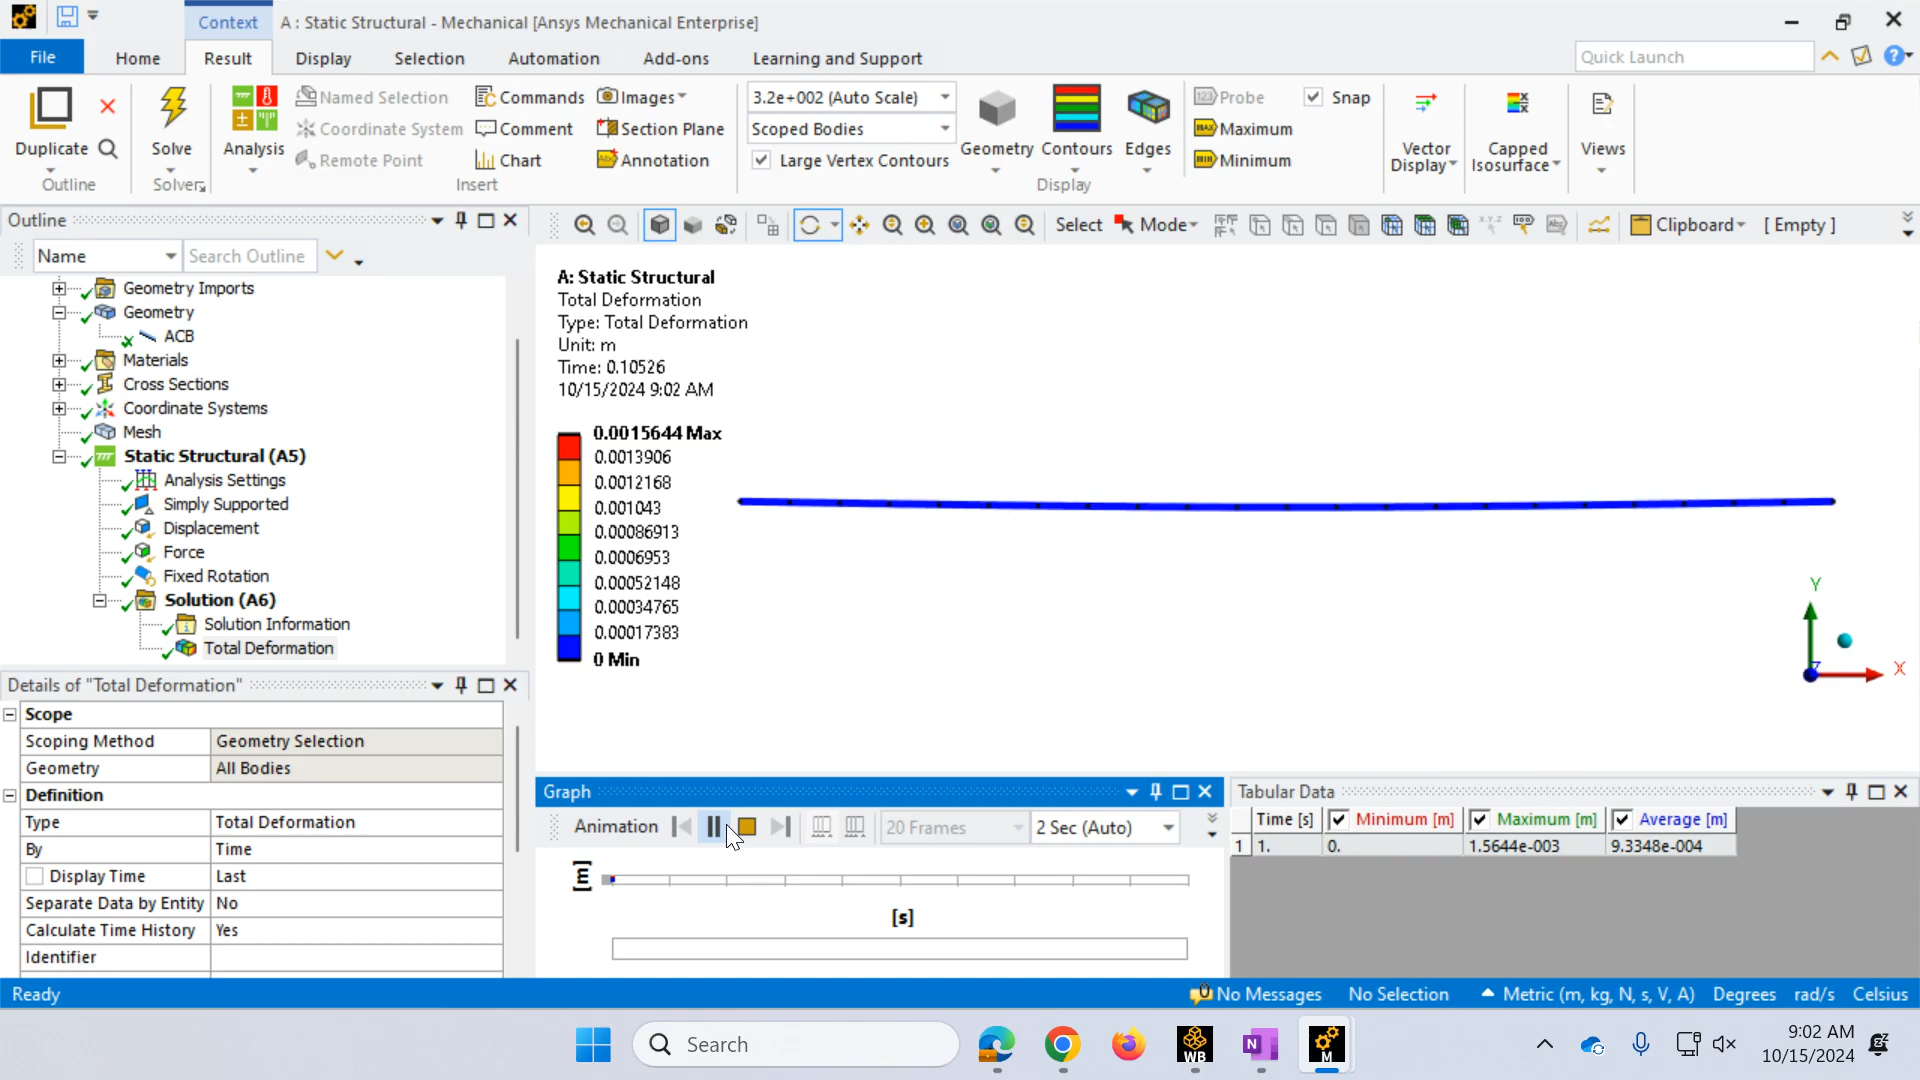 Context
A : Static Structural - Mechanical [Ansys Mechanical Enterprise]
File
Home
Result
Display
Selection
Automation
Add-ons
Learning and Support
Quick Launch
Duplicate
Outline
Solve
Solver
Analysis
Named Selection
Coordinate System
Remote Point
Commands
Comment
Chart
Images
Section Plane
Annotation
Insert
3.2e+002 (Auto Scale)
Scoped Bodies
Large Vertex Contours
Geometry
Contours
Edges
Display
Probe
Snap
Maximum
Minimum
Vector
Display
Capped
Isosurface
Views
Outline
Name
Search Outline
Select
Mode
Clipboard
[ Empty ]
Geometry Imports
Geometry
ACB
Materials
Cross Sections
Coordinate Systems
Mesh
Static Structural (A5)
Analysis Settings
Simply Supported
Displacement
Force
Fixed Rotation
Solution (A6)
Solution Information
Total Deformation
A: Static Structural
Total Deformation
Type: Total Deformation
Unit: m
Time: 0.10526
10/15/2024 9:02 AM
0.0015644 Max
0.0013906
0.0012168
0.001043
0.00086913
0.0006953
0.00052148
0.00034765
0.00017383
0 Min
Y
X
Details of "Total Deformation"
Scope
Scoping Method Geometry Selection
Geometry All Bodies
Definition
Type Total Deformation
By Time
Display Time Last
Separate Data by Entity No
Calculate Time History Yes
Identifier
Graph
Animation
20 Frames
2 Sec (Auto)
[m]
[s]
Tabular Data
Time [s] Minimum [m] Maximum [m] Average [m]
1 1. 0. 1.5644e-003 9.3348e-004
Ready
No Messages
No Selection
Metric (m, kg, N, s, V, A)
Degrees
rad/s
Celsius
Search
WB
N
M
9:02 AM
10/15/2024